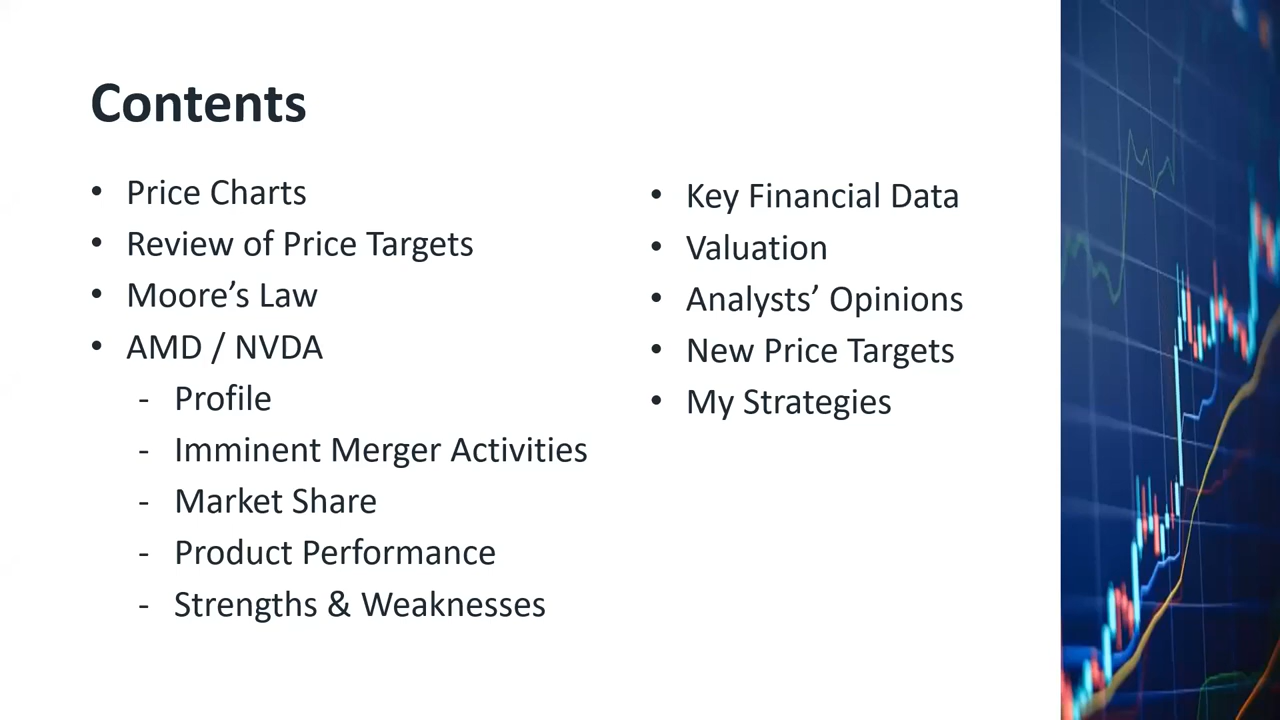 Contents
• Price Charts
• Review of Price Targets
• Moore’s Law
• AMD / NVDA
- Profile
- Imminent Merger Activities
- Market Share
- Product Performance
- Strengths & Weaknesses
• Key Financial Data
• Valuation
• Analysts’ Opinions
• New Price Targets
• My Strategies